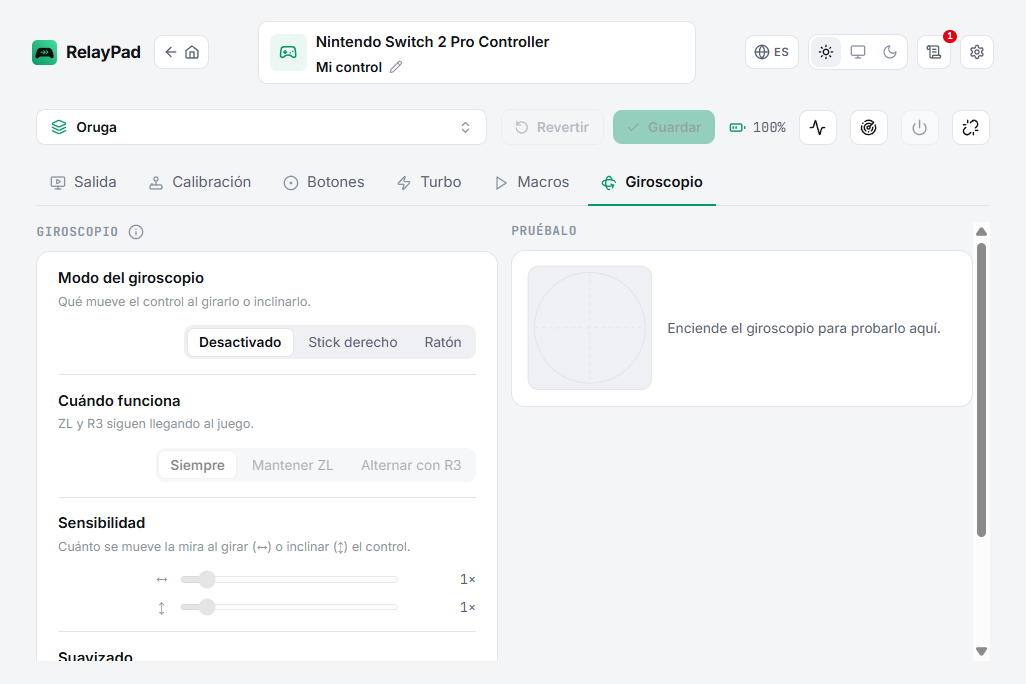 RelayPad
Nintendo Switch 2 Pro Controller
Mi control
ES
1
Oruga
Revertir
Guardar
100%
Salida
Calibración
Botones
Turbo
Macros
Giroscopio
GIROSCOPIO
PRUÉBALO
Modo del giroscopio
Qué mueve el control al girarlo o inclinarlo.
Desactivado
Stick derecho
Ratón
Enciende el giroscopio para probarlo aquí.
Cuándo funciona
ZL y R3 siguen llegando al juego.
Siempre
Mantener ZL
Alternar con R3
Sensibilidad
Cuánto se mueve la mira al girar (↔) o inclinar (↕) el control.
↔ 1×
↕ 1×
Suavizado